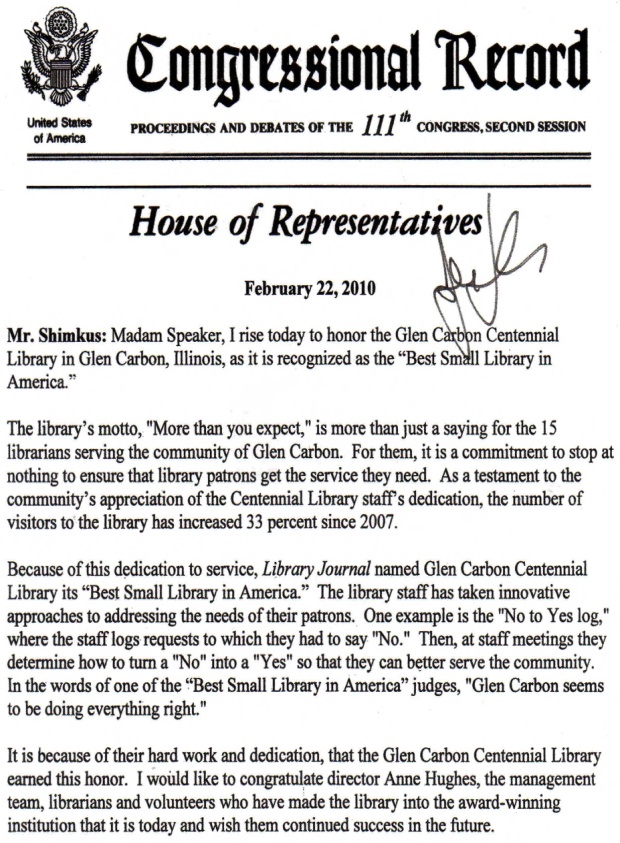 Congressional Record
United States
of America
PROCEEDINGS AND DEBATES OF THE 111th CONGRESS, SECOND SESSION
House of Representatives
February 22, 2010
Mr. Shimkus: Madam Speaker, I rise today to honor the Glen Carbon Centennial
Library in Glen Carbon, Illinois, as it is recognized as the “Best Small Library in
America.”
The library’s motto, "More than you expect," is more than just a saying for the 15
librarians serving the community of Glen Carbon. For them, it is a commitment to stop at
nothing to ensure that library patrons get the service they need. As a testament to the
community’s appreciation of the Centennial Library staff’s dedication, the number of
visitors to the library has increased 33 percent since 2007.
Because of this dedication to service, Library Journal named Glen Carbon Centennial
Library its “Best Small Library in America.” The library staff has taken innovative
approaches to addressing the needs of their patrons. One example is the "No to Yes log,"
where the staff logs requests to which they had to say "No." Then, at staff meetings they
determine how to turn a "No" into a "Yes" so that they can better serve the community.
In the words of one of the “Best Small Library in America” judges, "Glen Carbon seems
to be doing everything right."
It is because of their hard work and dedication, that the Glen Carbon Centennial Library
earned this honor. I would like to congratulate director Anne Hughes, the management
team, librarians and volunteers who have made the library into the award-winning
institution that it is today and wish them continued success in the future.